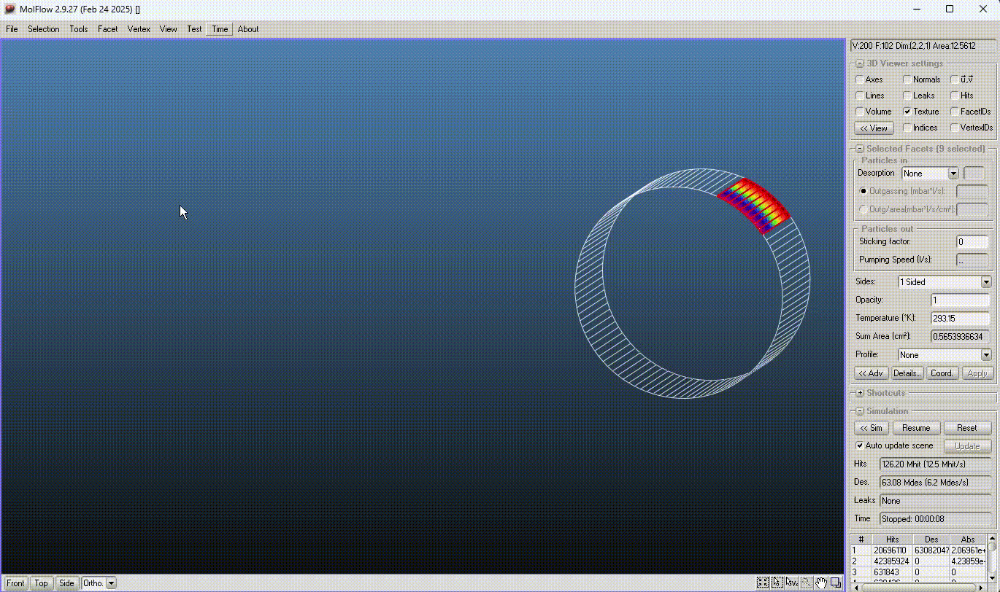 MolFlow 2.9.27 (Feb 24 2025) []
File Selection Tools Facet Vertex View Test Time About
V:200 F:102 Dim:(2,2,1) Area:12.5612
3D Viewer settings
Axes Normals u,v
Lines Leaks Hits
Volume Texture FacetIDs
<< View Indices VertexIDs
Selected Facets (9 selected)
Particles in
Desorption None
Outgassing (mbar*l/s):
Outg/area(mbar*l/s/cm²):
Particles out
Sticking factor: 0
Pumping Speed (l/s): ...
Sides: 1 Sided
Opacity: 1
Temperature (°K): 293.15
Sum Area (cm²): 0.5653936634
Profile: None
<< Adv Details... Coord. Apply
Shortcuts
Simulation
<< Sim Resume Reset
Auto update scene Update
Hits 126.20 Mhit (12.5 Mhit/s)
Des. 63.08 Mdes (6.2 Mdes/s)
Leaks None
Time Stopped: 00:00:08
# Hits Des Abs
1 20696110 63082047 2.06961e+
2 42385924 0 4.23859e-
3 631843 0 0
Front Top Side Ortho.